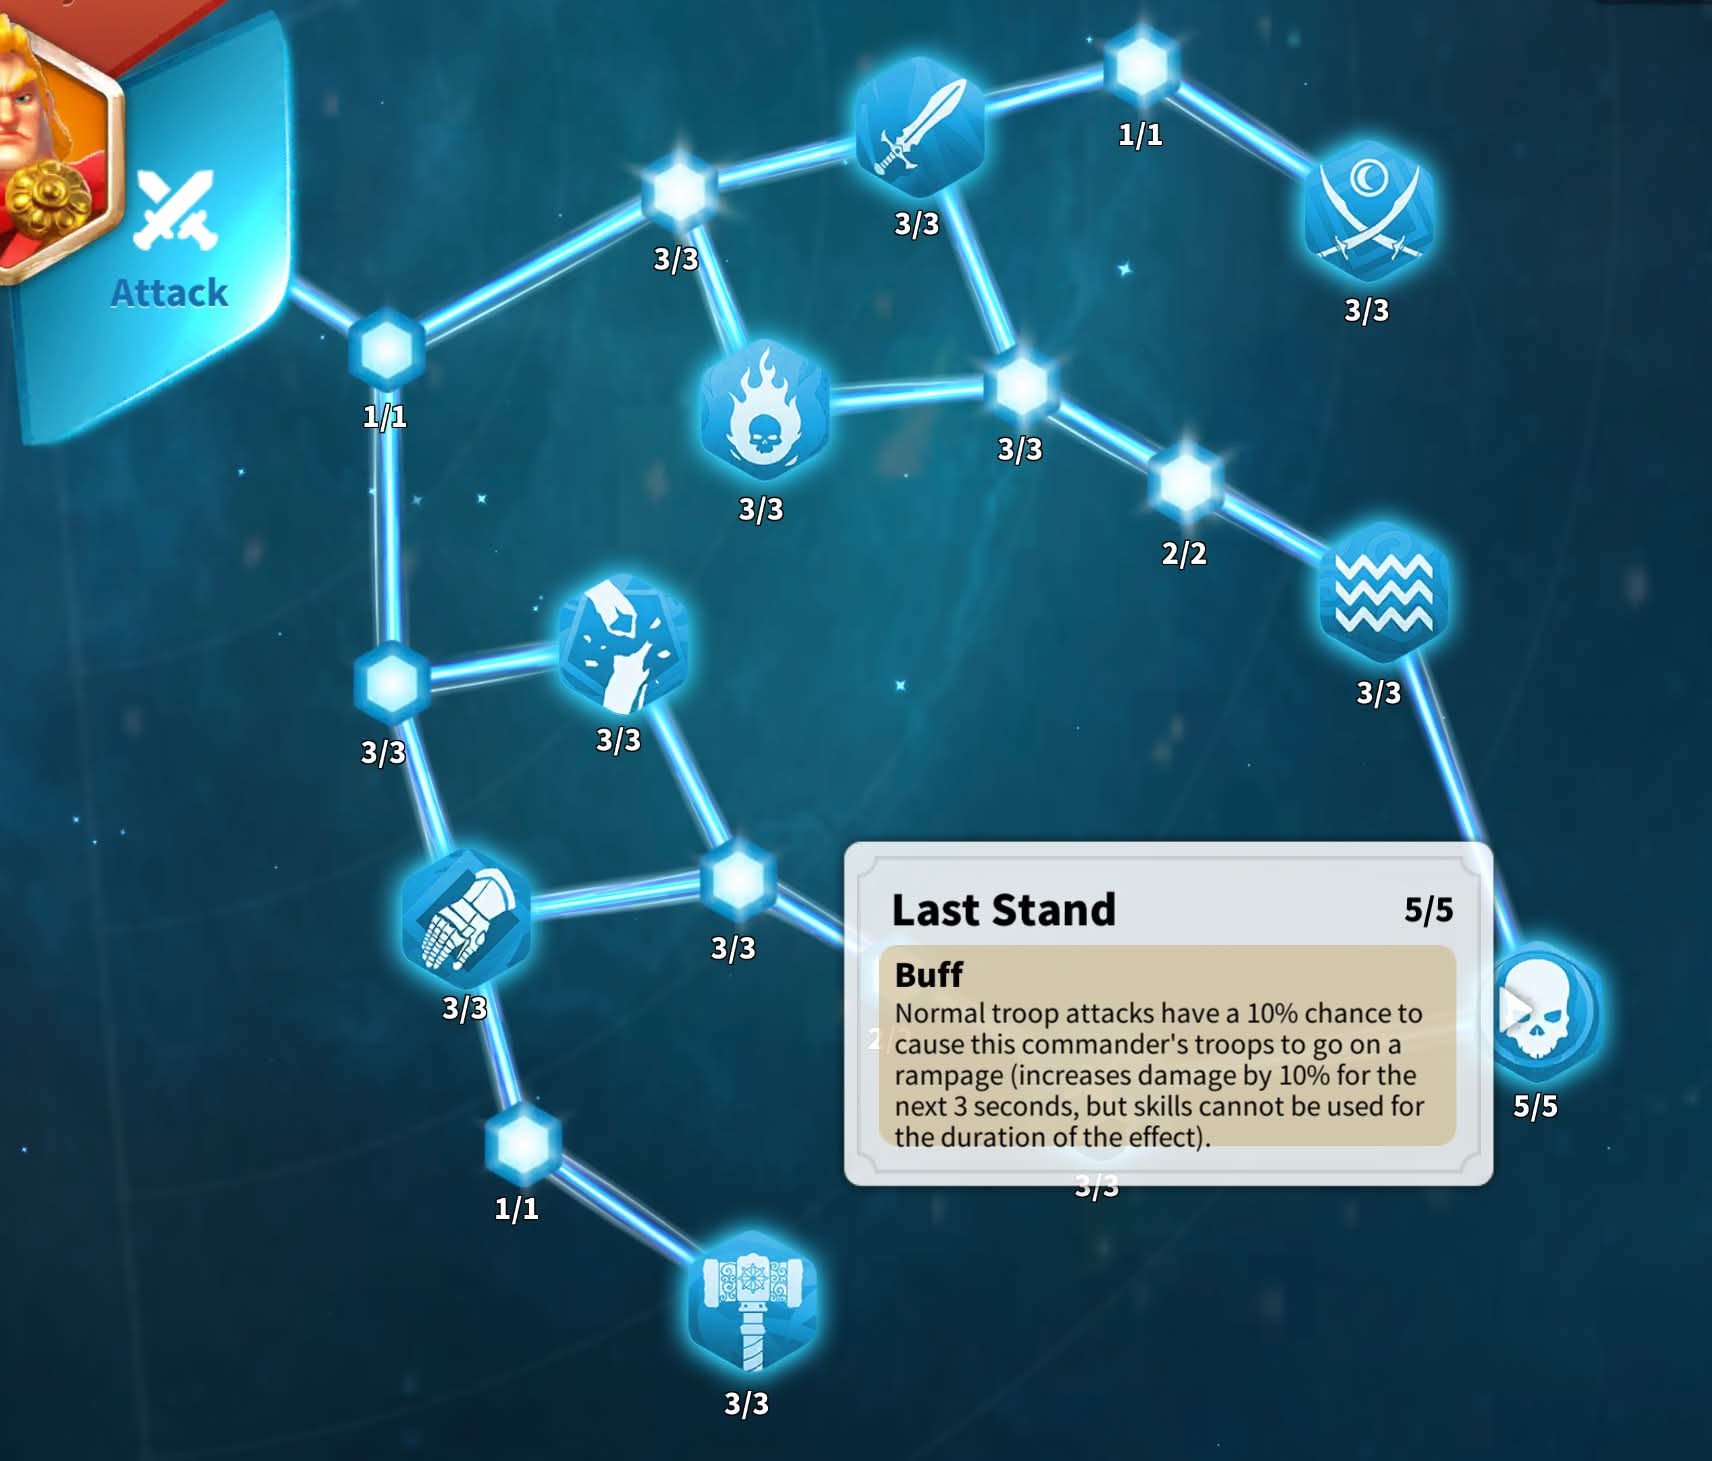 1/1
3/3
3/3
Attack
3/3
1/1
3/3
3/3
2/2
3/3
3/3
3/3
Last Stand
5/5
Buff
Normal troop attacks have a 10% chance to
cause this commander's troops to go on a
rampage (increases damage by 10% for the
next 3 seconds, but skills cannot be used for
the duration of the effect).
3/3
3/3
5/5
3/3
1/1
3/3